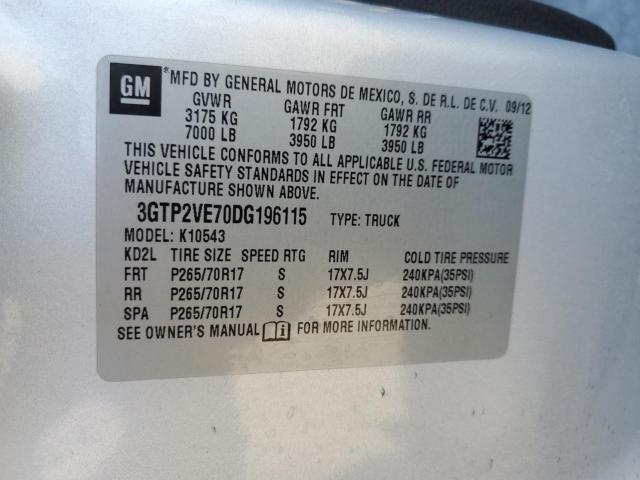 GM
®MFD BY GENERAL MOTORS DE MEXICO, S. DE R.L. DE C.V. 09/12
GVWR GAWR FRT GAWR RR
3175 KG 1792 KG 1792 KG
7000 LB 3950 LB 3950 LB
THIS VEHICLE CONFORMS TO ALL APPLICABLE U.S. FEDERAL MOTOR
VEHICLE SAFETY STANDARDS IN EFFECT ON THE DATE OF
MANUFACTURE SHOWN ABOVE.
3GTP2VE70DG196115 TYPE: TRUCK
MODEL: K10543
KD2L TIRE SIZE SPEED RTG RIM COLD TIRE PRESSURE
FRT P265/70R17 S 17X7.5J 240KPA(35PSI)
RR P265/70R17 S 17X7.5J 240KPA(35PSI)
SPA P265/70R17 S 17X7.5J 240KPA(35PSI)
SEE OWNER'S MANUAL FOR MORE INFORMATION.